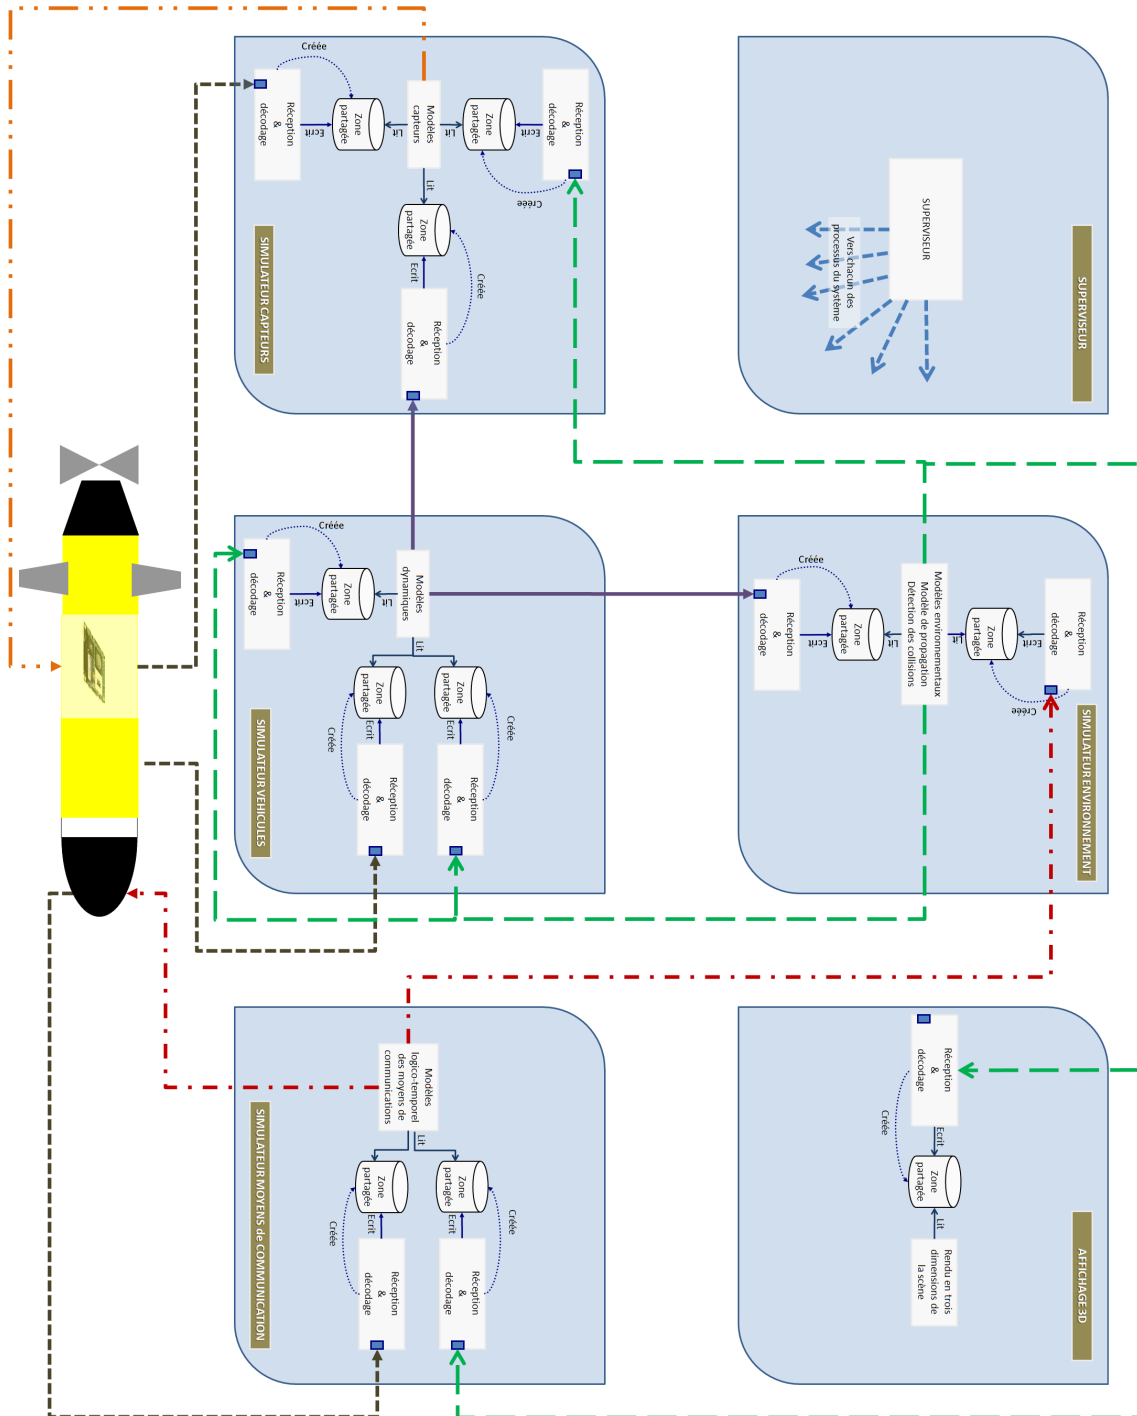 Créée
Réception
&
décodage
Ecrit
Zone
partagée
Lit
Modèles
capteurs
Lit
Zone
partagée
Ecrit
Réception
&
décodage
Créée
Lit
Zone
partagée
Ecrit
Créée
Réception
&
décodage
SIMULATEUR CAPTEURS
SUPERVISEUR
Vers chacun des
processus du système
SUPERVISEUR
Créée
Réception
&
décodage
Ecrit
Zone
partagée
Lit
Modèles
dynamiques
Lit
Zone
partagée
Zone
partagée
Ecrit
Ecrit
Créée
Créée
Réception
&
décodage
Réception
&
décodage
SIMULATEUR VEHICULES
Créée
Réception
&
décodage
Ecrit
Zone
partagée
Lit
Modèles environnementaux
Modèle de propagation
Détection des collisions
Lit
Zone
partagée
Ecrit
Réception
&
décodage
Créée
SIMULATEUR ENVIRONNEMENT
Modèles
logico-temporel
des moyens de
communications
Lit
Zone
partagée
Zone
partagée
Ecrit
Ecrit
Créée
Créée
Réception
&
décodage
Réception
&
décodage
SIMULATEUR MOYENS de COMMUNICATION
Réception
&
décodage
Créée
Ecrit
Zone
partagée
Lit
Rendu en trois
dimensions de
la scène
AFFICHAGE 3D